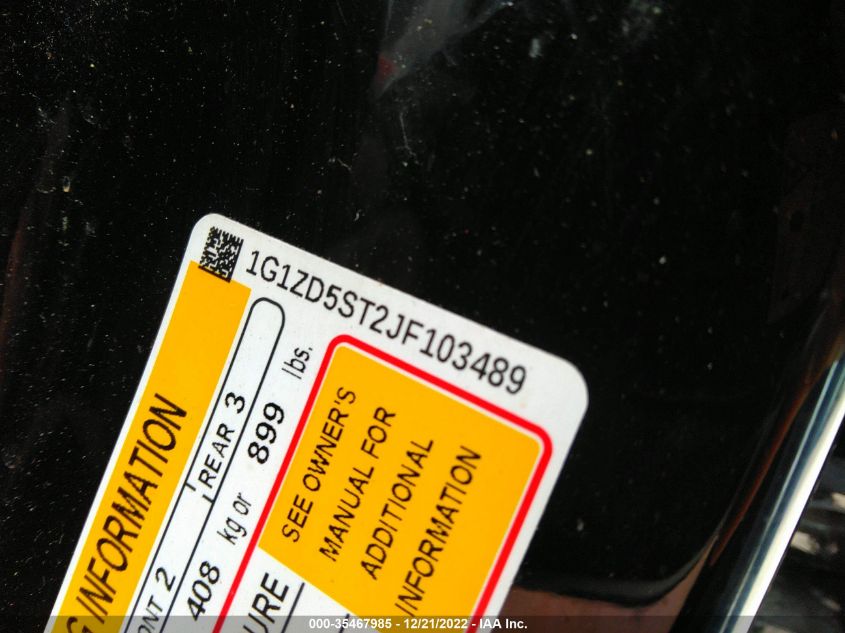 1G1ZD5ST2JF103489
G INFORMATION
ONT 2 REAR 3
408 kg or 899 lbs.
URE
SEE OWNER'S
MANUAL FOR
ADDITIONAL
INFORMATION
000-35467985 - 12/21/2022 - IAA Inc.